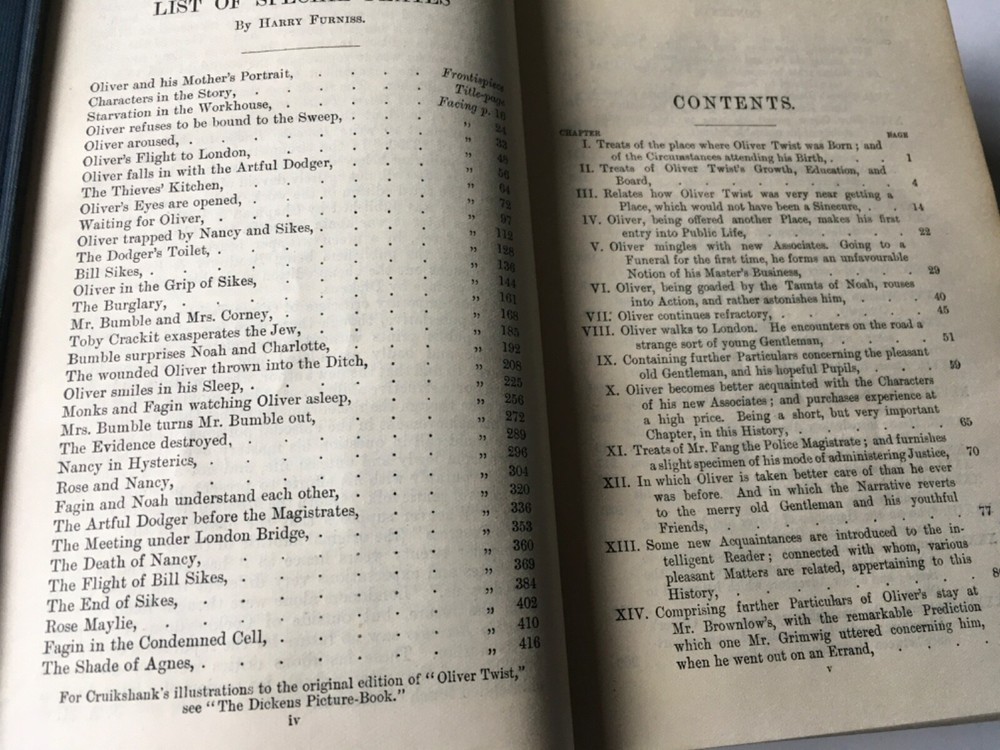 LIST OF SPECIAL PLATES
By Harry Furniss.
Oliver and his Mother's Portrait, . . . . Frontispiece
Characters in the Story, . . . . Title-page
Starvation in the Workhouse, . . . . Facing p. 16
Oliver refuses to be bound to the Sweep, . . . „ 24
Oliver aroused, . . . . „ 33
Oliver's Flight to London, . . . . „ 48
Oliver falls in with the Artful Dodger, . . . „ 56
The Thieves' Kitchen, . . . . „ 64
Oliver's Eyes are opened, . . . . „ 72
Waiting for Oliver, . . . . „ 97
Oliver trapped by Nancy and Sikes, . . . . „ 112
The Dodger's Toilet, . . . . „ 128
Bill Sikes, . . . . „ 136
Oliver in the Grip of Sikes, . . . . „ 144
The Burglary, . . . . „ 161
Mr. Bumble and Mrs. Corney, . . . . „ 168
Toby Crackit exasperates the Jew, . . . . „ 185
Bumble surprises Noah and Charlotte, . . . „ 192
The wounded Oliver thrown into the Ditch, . . „ 208
Oliver smiles in his Sleep, . . . . „ 225
Monks and Fagin watching Oliver asleep, . . . „ 256
Mrs. Bumble turns Mr. Bumble out, . . . „ 272
The Evidence destroyed, . . . . „ 289
Nancy in Hysterics, . . . . „ 296
Rose and Nancy, . . . . „ 304
Fagin and Noah understand each other, . . . „ 320
The Artful Dodger before the Magistrates, . . . „ 336
The Meeting under London Bridge, . . . . „ 353
The Death of Nancy, . . . . „ 360
The Flight of Bill Sikes, . . . . „ 369
The End of Sikes, . . . . „ 384
Rose Maylie, . . . . „ 402
Fagin in the Condemned Cell, . . . . „ 410
The Shade of Agnes, . . . . „ 416
For Cruikshank's illustrations to the original edition of "Oliver Twist,"
see "The Dickens Picture-Book."
iv
CONTENTS.
CHAPTER PAGE
I. Treats of the place where Oliver Twist was Born; and
of the Circumstances attending his Birth, . . . 1
II. Treats of Oliver Twist's Growth, Education, and
Board, . . . . 4
III. Relates how Oliver Twist was very near getting a
Place, which would not have been a Sinecure, . . 14
IV. Oliver, being offered another Place, makes his first
entry into Public Life, . . . . 22
V. Oliver mingles with new Associates. Going to a
Funeral for the first time, he forms an unfavourable
Notion of his Master's Business, . . . . 29
VI. Oliver, being goaded by the Taunts of Noah, rouses
into Action, and rather astonishes him, . . . 40
VII. Oliver continues refractory, . . . . 45
VIII. Oliver walks to London. He encounters on the road a
strange sort of young Gentleman, . . . . 51
IX. Containing further Particulars concerning the pleasant
old Gentleman, and his hopeful Pupils, . . . 59
X. Oliver becomes better acquainted with the Characters
of his new Associates; and purchases experience at
a high price. Being a short, but very important
Chapter, in this History, . . . . 65
XI. Treats of Mr. Fang the Police Magistrate; and furnishes
a slight specimen of his mode of administering Justice, 70
XII. In which Oliver is taken better care of than he ever
was before. And in which the Narrative reverts
to the merry old Gentleman and his youthful
Friends, . . . . 77
XIII. Some new Acquaintances are introduced to the in-
telligent Reader; connected with whom, various
pleasant Matters are related, appertaining to this
History, . . . .
XIV. Comprising further Particulars of Oliver's stay at
Mr. Brownlow's, with the remarkable Prediction
which one Mr. Grimwig uttered concerning him,
when he went out on an Errand, . . . .
v